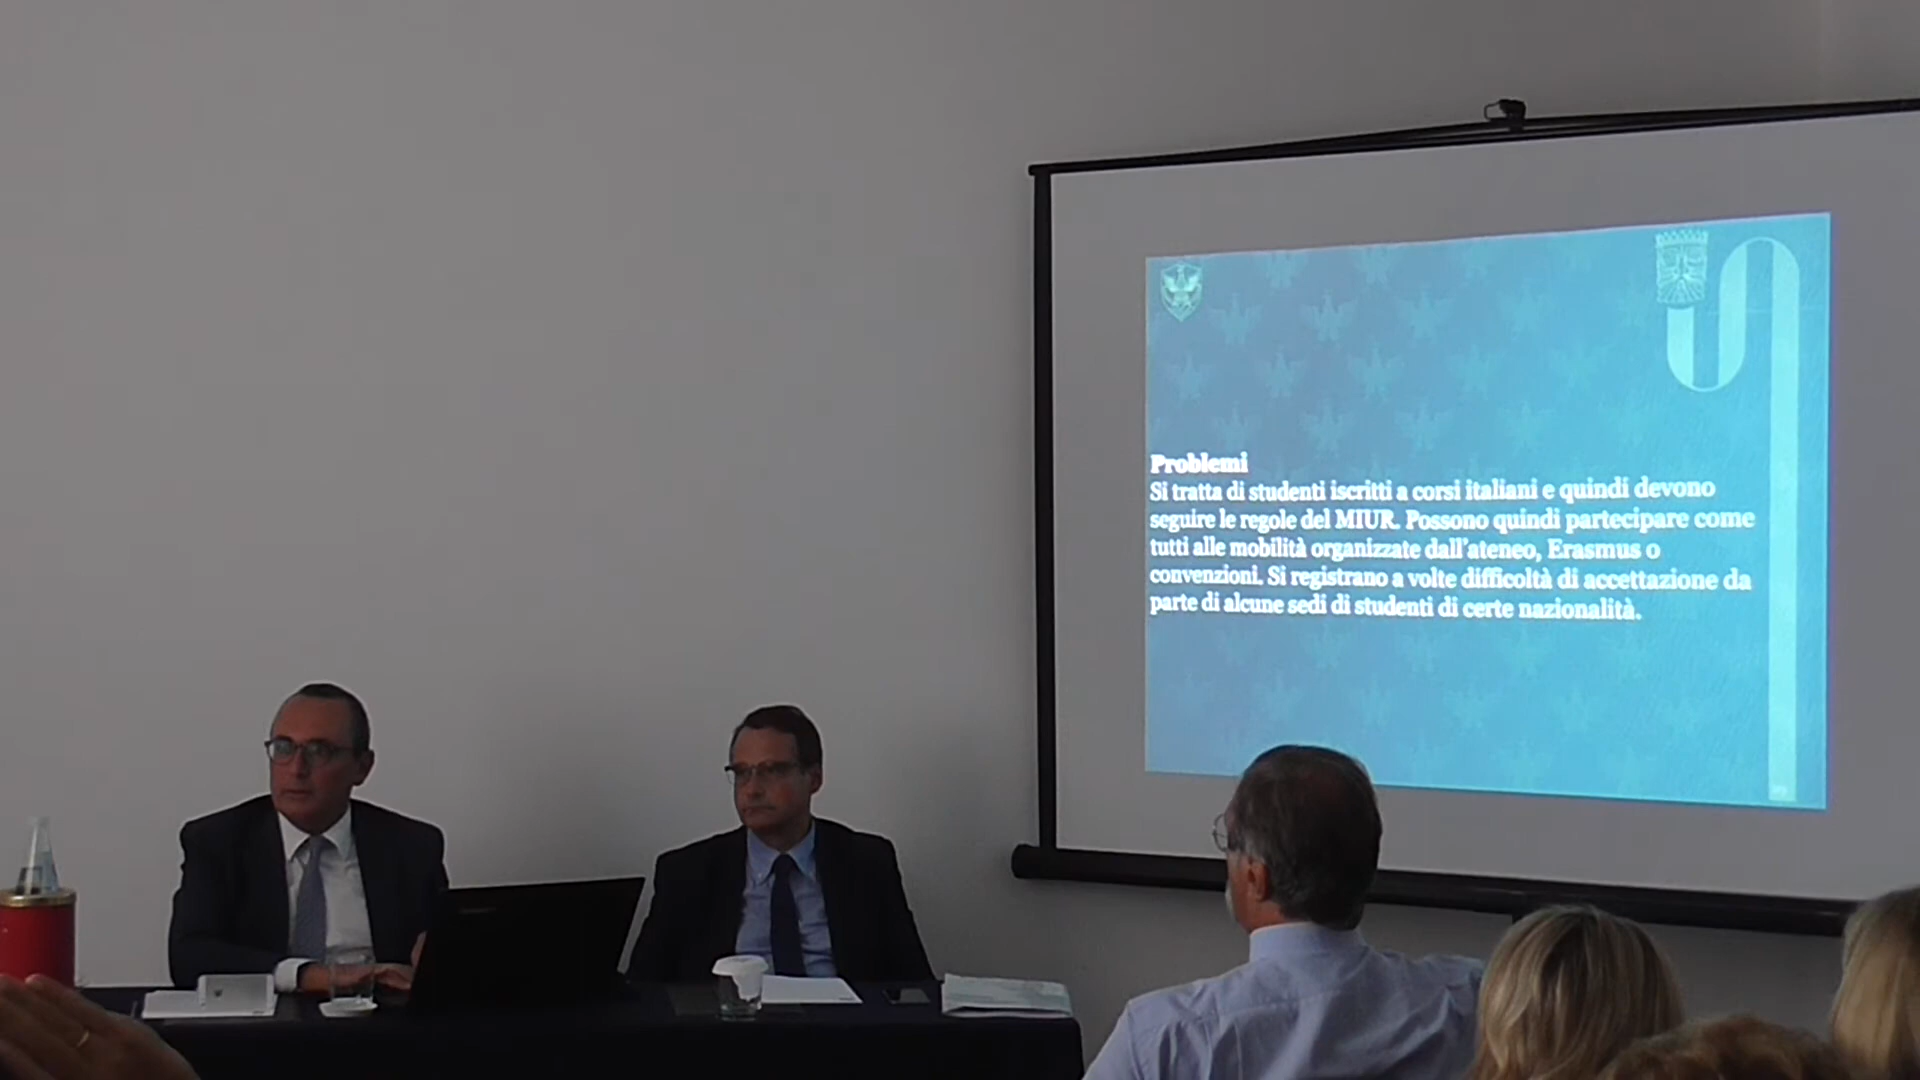 Problemi
Si tratta di studenti iscritti a corsi italiani e quindi devono
seguire le regole del MIUR. Possono quindi partecipare come
tutti alle mobilità organizzate dall'ateneo, Erasmus o
convenzioni. Si registrano a volte difficoltà di accettazione da
parte di alcune sedi di studenti di certe nazionalità.